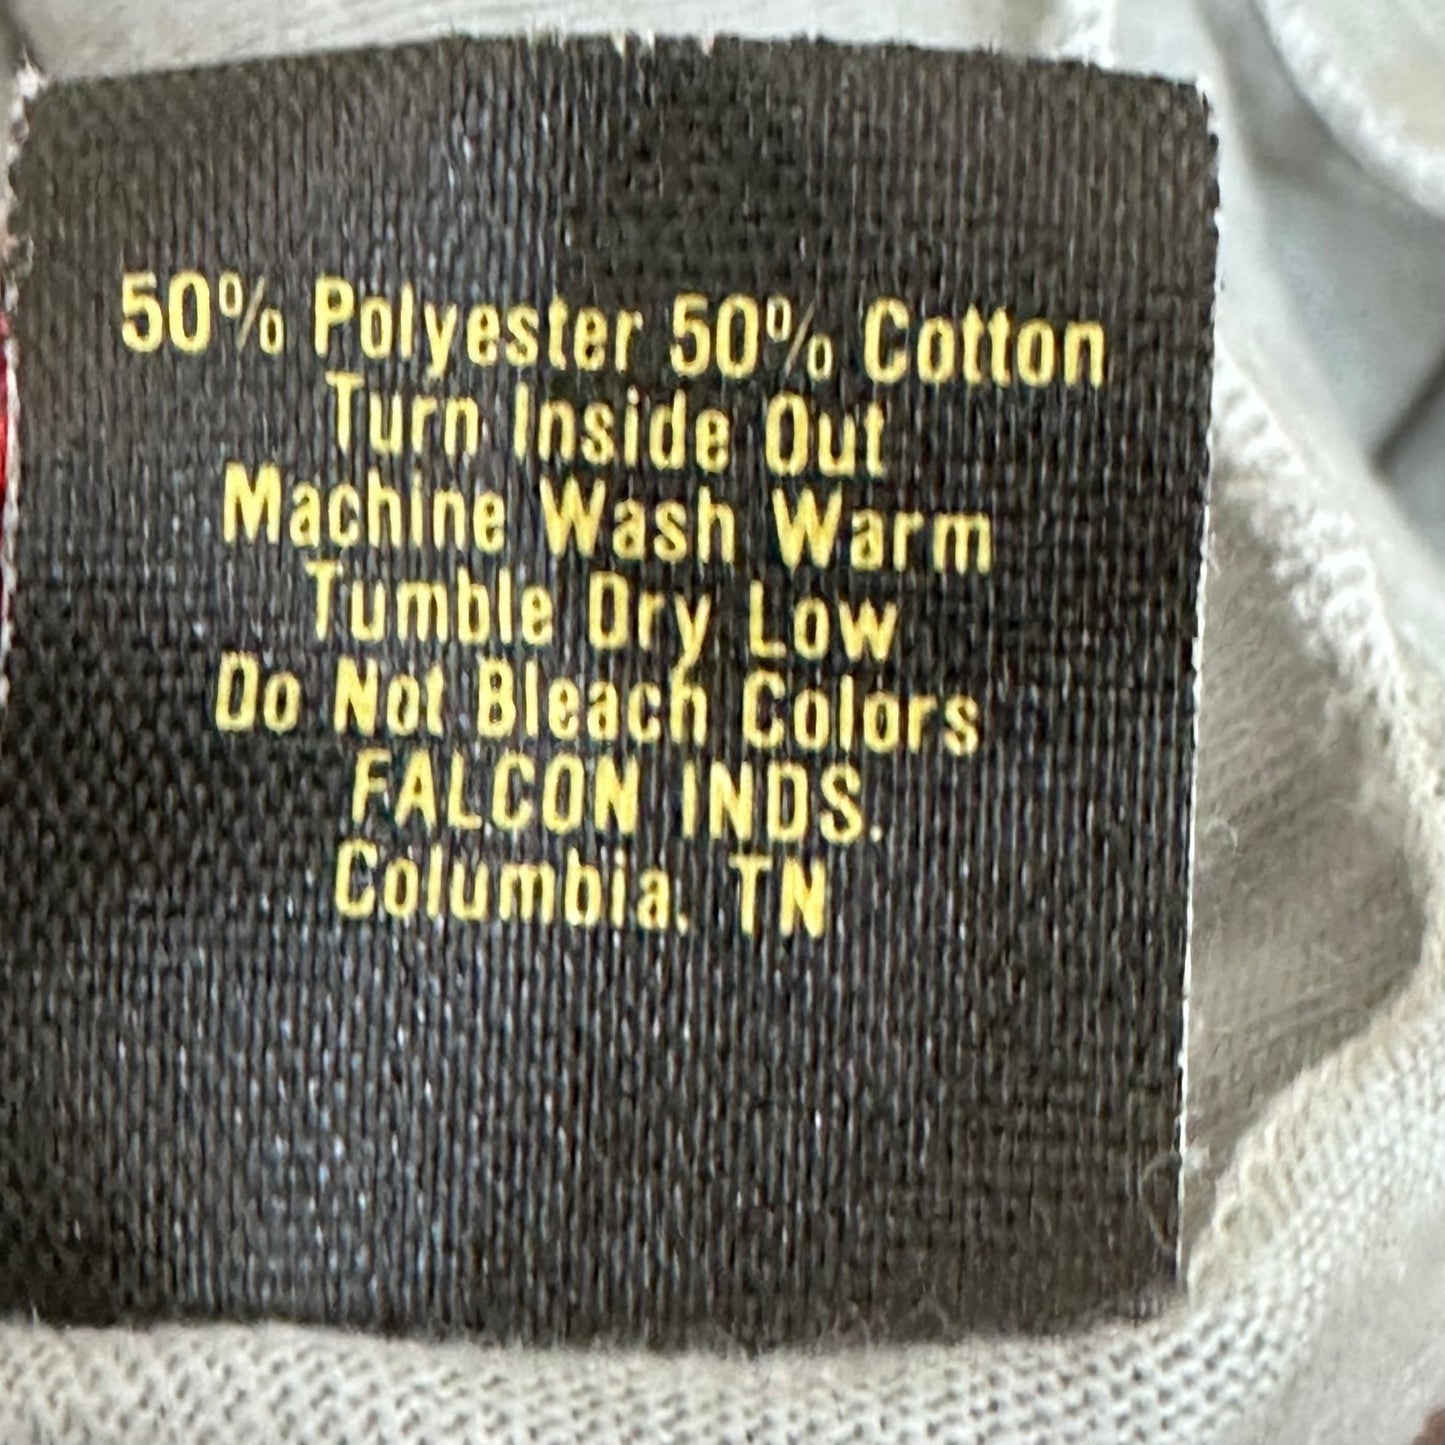 50% Polyester 50% Cotton
Turn Inside Out
Machine Wash Warm
Tumble Dry Low
Do Not Bleach Colors
FALCON INDS.
Columbia, TN